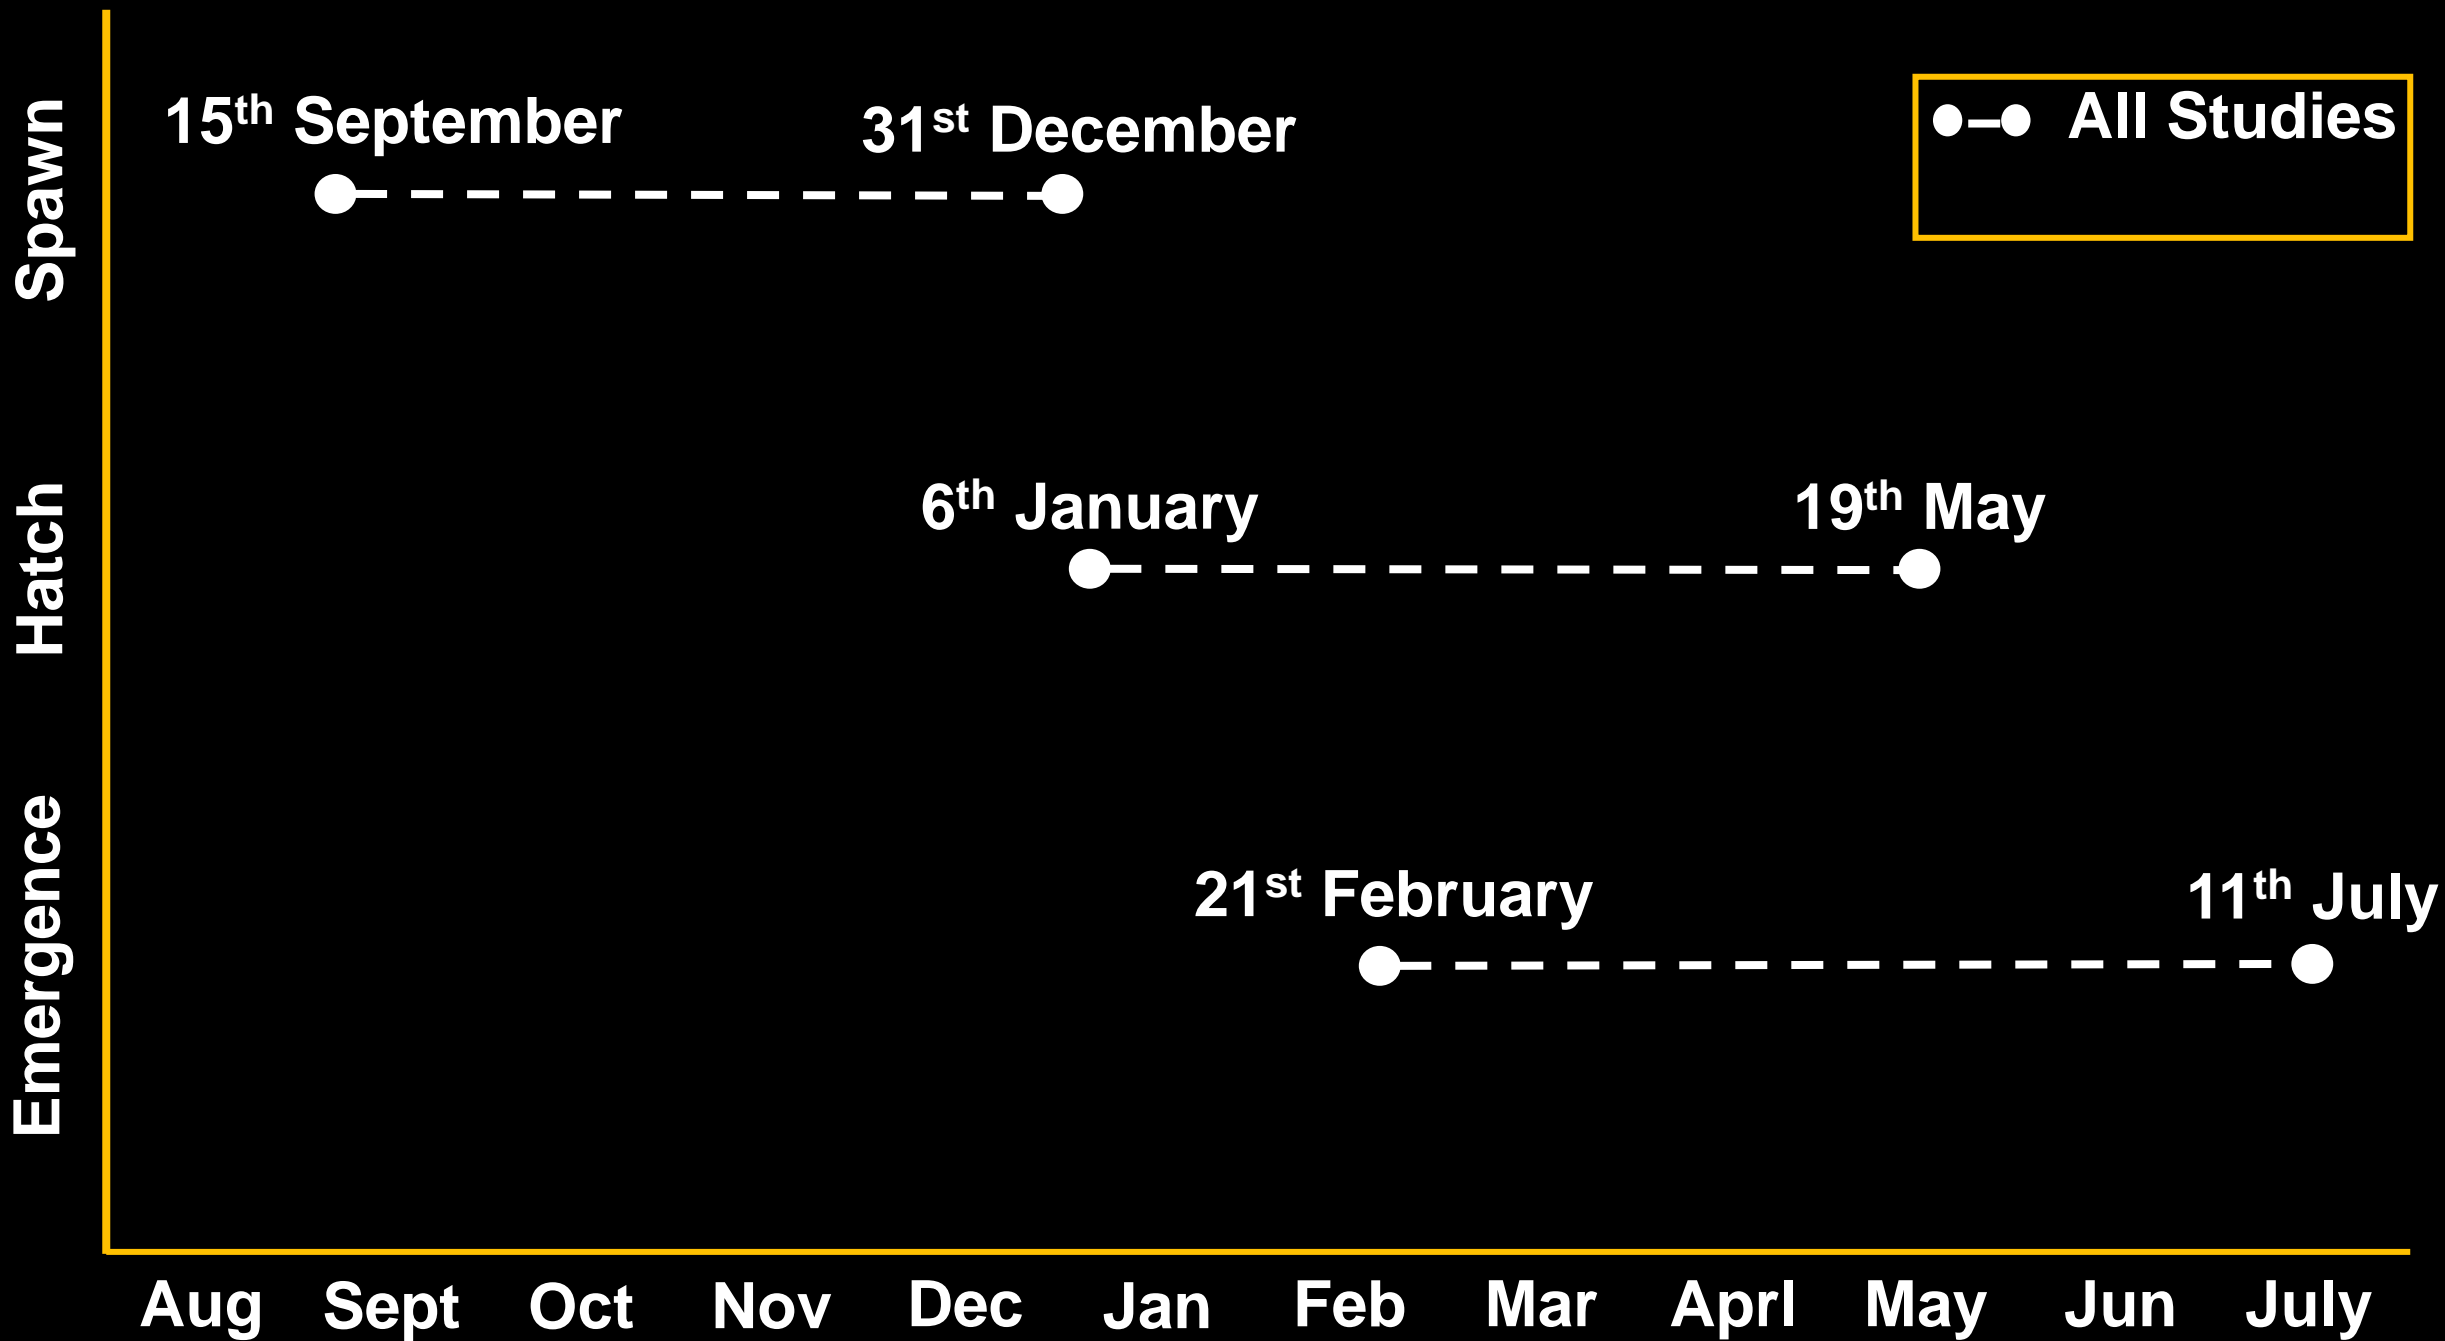 15th September
31st December
All Studies
Spawn
6th January
19th May
Hatch
21st February
11th July
Emergence
Aug Sept Oct Nov Dec Jan Feb Mar Aprl May Jun July